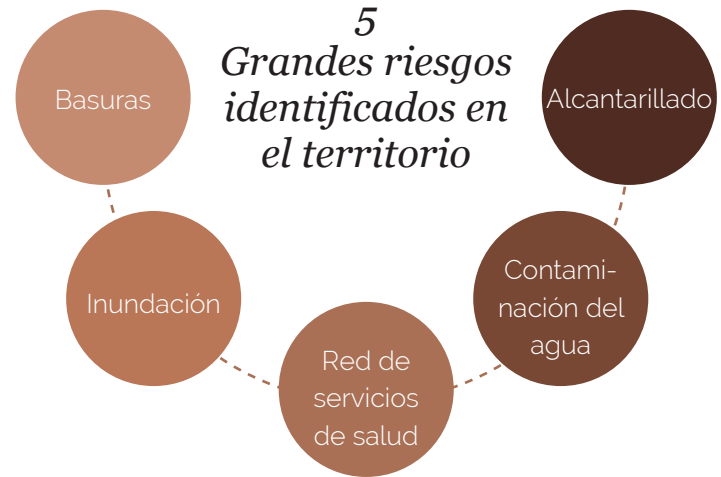 5
Grandes riesgos
identificados en
el territorio
Basuras
Inundación
Red de
servicios
de salud
Contami-
nación del
agua
Alcantarillado